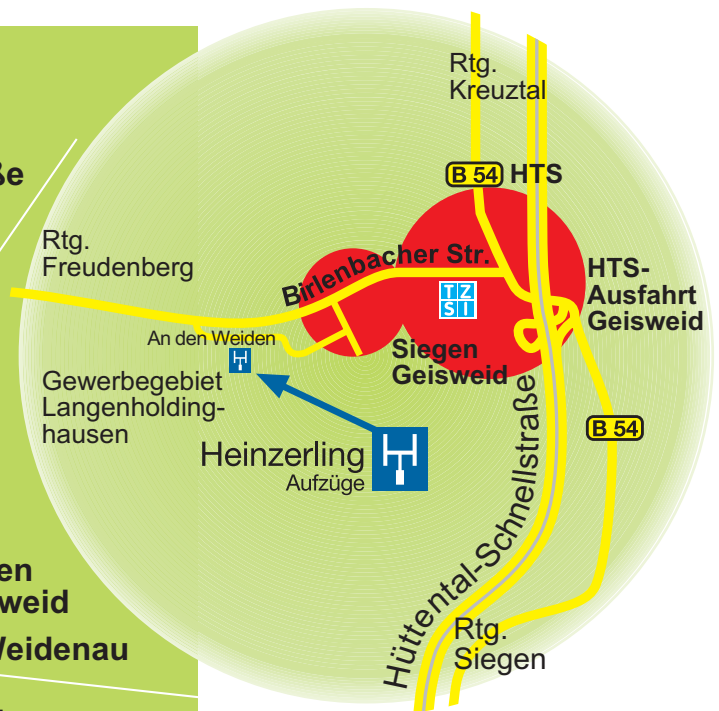 Rtg.
Kreuztal
B 54 HTS
ße
Rtg.
Freudenberg
Birlenbacher Str.
HTS-
Ausfahrt
Geisweid
TZ
SI
An den Weiden
Siegen
Geisweid
Gewerbegebiet
Langenholding-
hausen
B 54
Heinzerling
Aufzüge
Hüttental-Schnellstraße
en
weid
Weidenau
Rtg.
Siegen